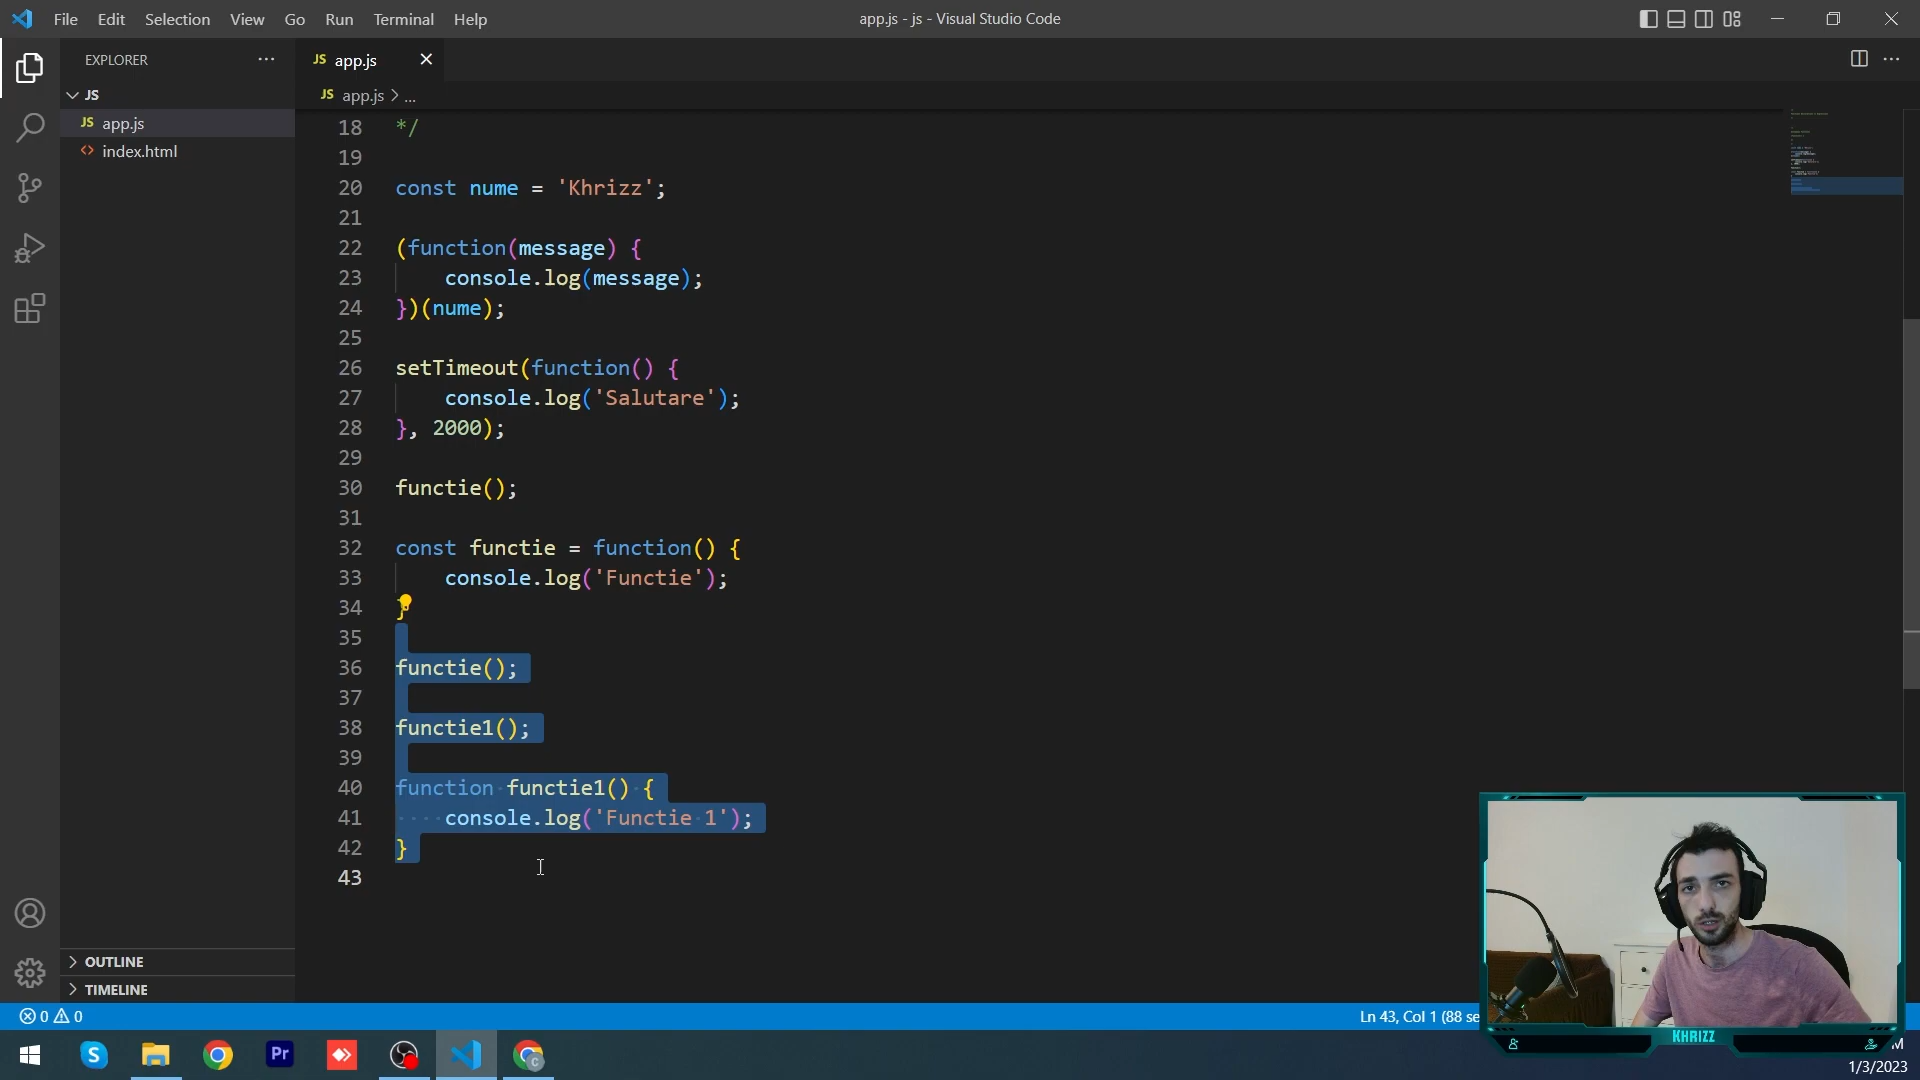 File Edit Selection View Go Run Terminal Help
app.js - js - Visual Studio Code
EXPLORER
JS
JS app.js
<> index.html
JS app.js
JS app.js > ...
18 */
19
20 const nume = 'Khrizz';
21
22 (function(message) {
23 console.log(message);
24 })(nume);
25
26 setTimeout(function() {
27 console.log('Salutare');
28 }, 2000);
29
30 functie();
31
32 const functie = function() {
33 console.log('Functie');
34 }
35
36 functie();
37
38 functie1();
39
40 function functie1() {
41 console.log('Functie 1');
42 }
43
OUTLINE
TIMELINE
0 0
Ln 43, Col 1 (88 se
KHRIZZ
S
Pr
C
M
1/3/2023